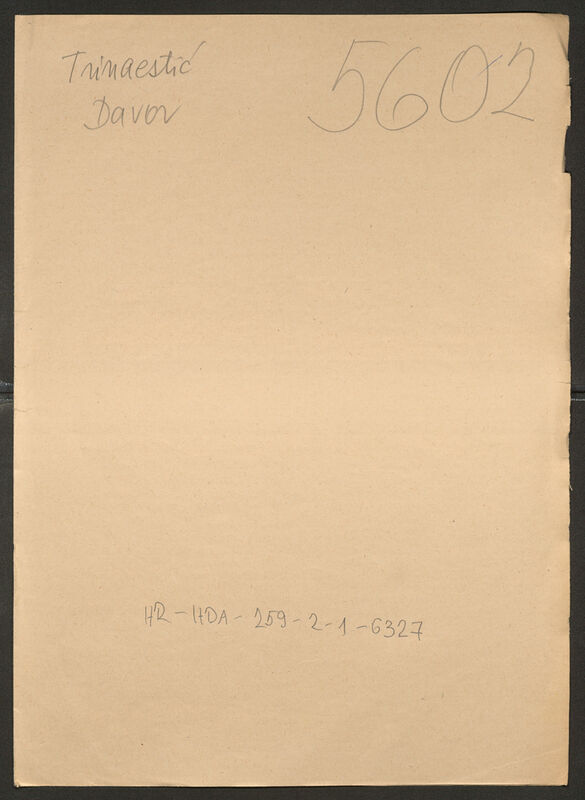 Trinaestić
Davor
5602
HR-HDA-259-2-1-6327